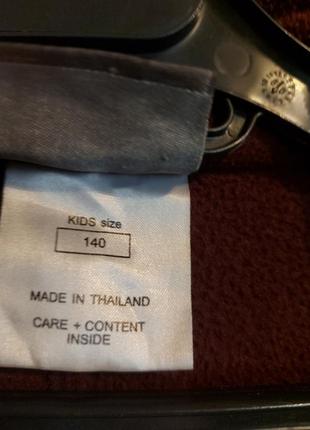 KIDS size
140
MADE IN THAILAND
CARE + CONTENT
INSIDE